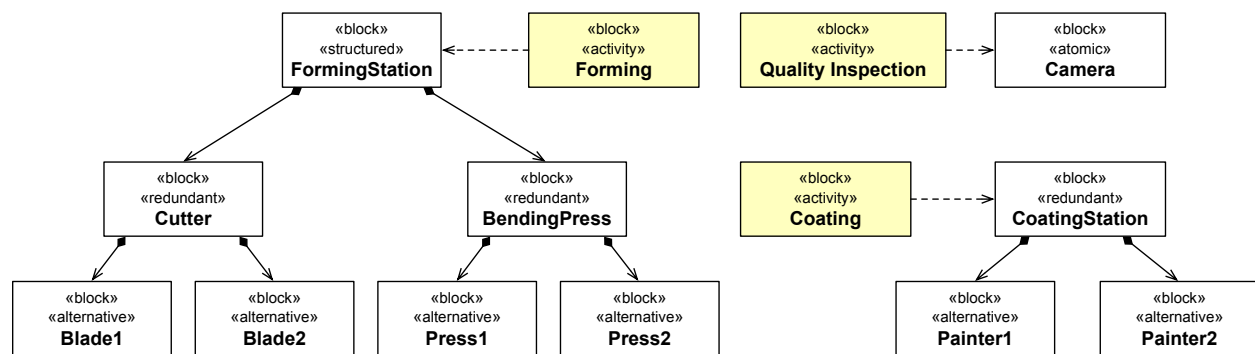 «block»
«structured»
FormingStation
«block»
«activity»
Forming
«block»
«activity»
Quality Inspection
«block»
«atomic»
Camera
«block»
«redundant»
Cutter
«block»
«redundant»
BendingPress
«block»
«activity»
Coating
«block»
«redundant»
CoatingStation
«block»
«alternative»
Blade1
«block»
«alternative»
Blade2
«block»
«alternative»
Press1
«block»
«alternative»
Press2
«block»
«alternative»
Painter1
«block»
«alternative»
Painter2